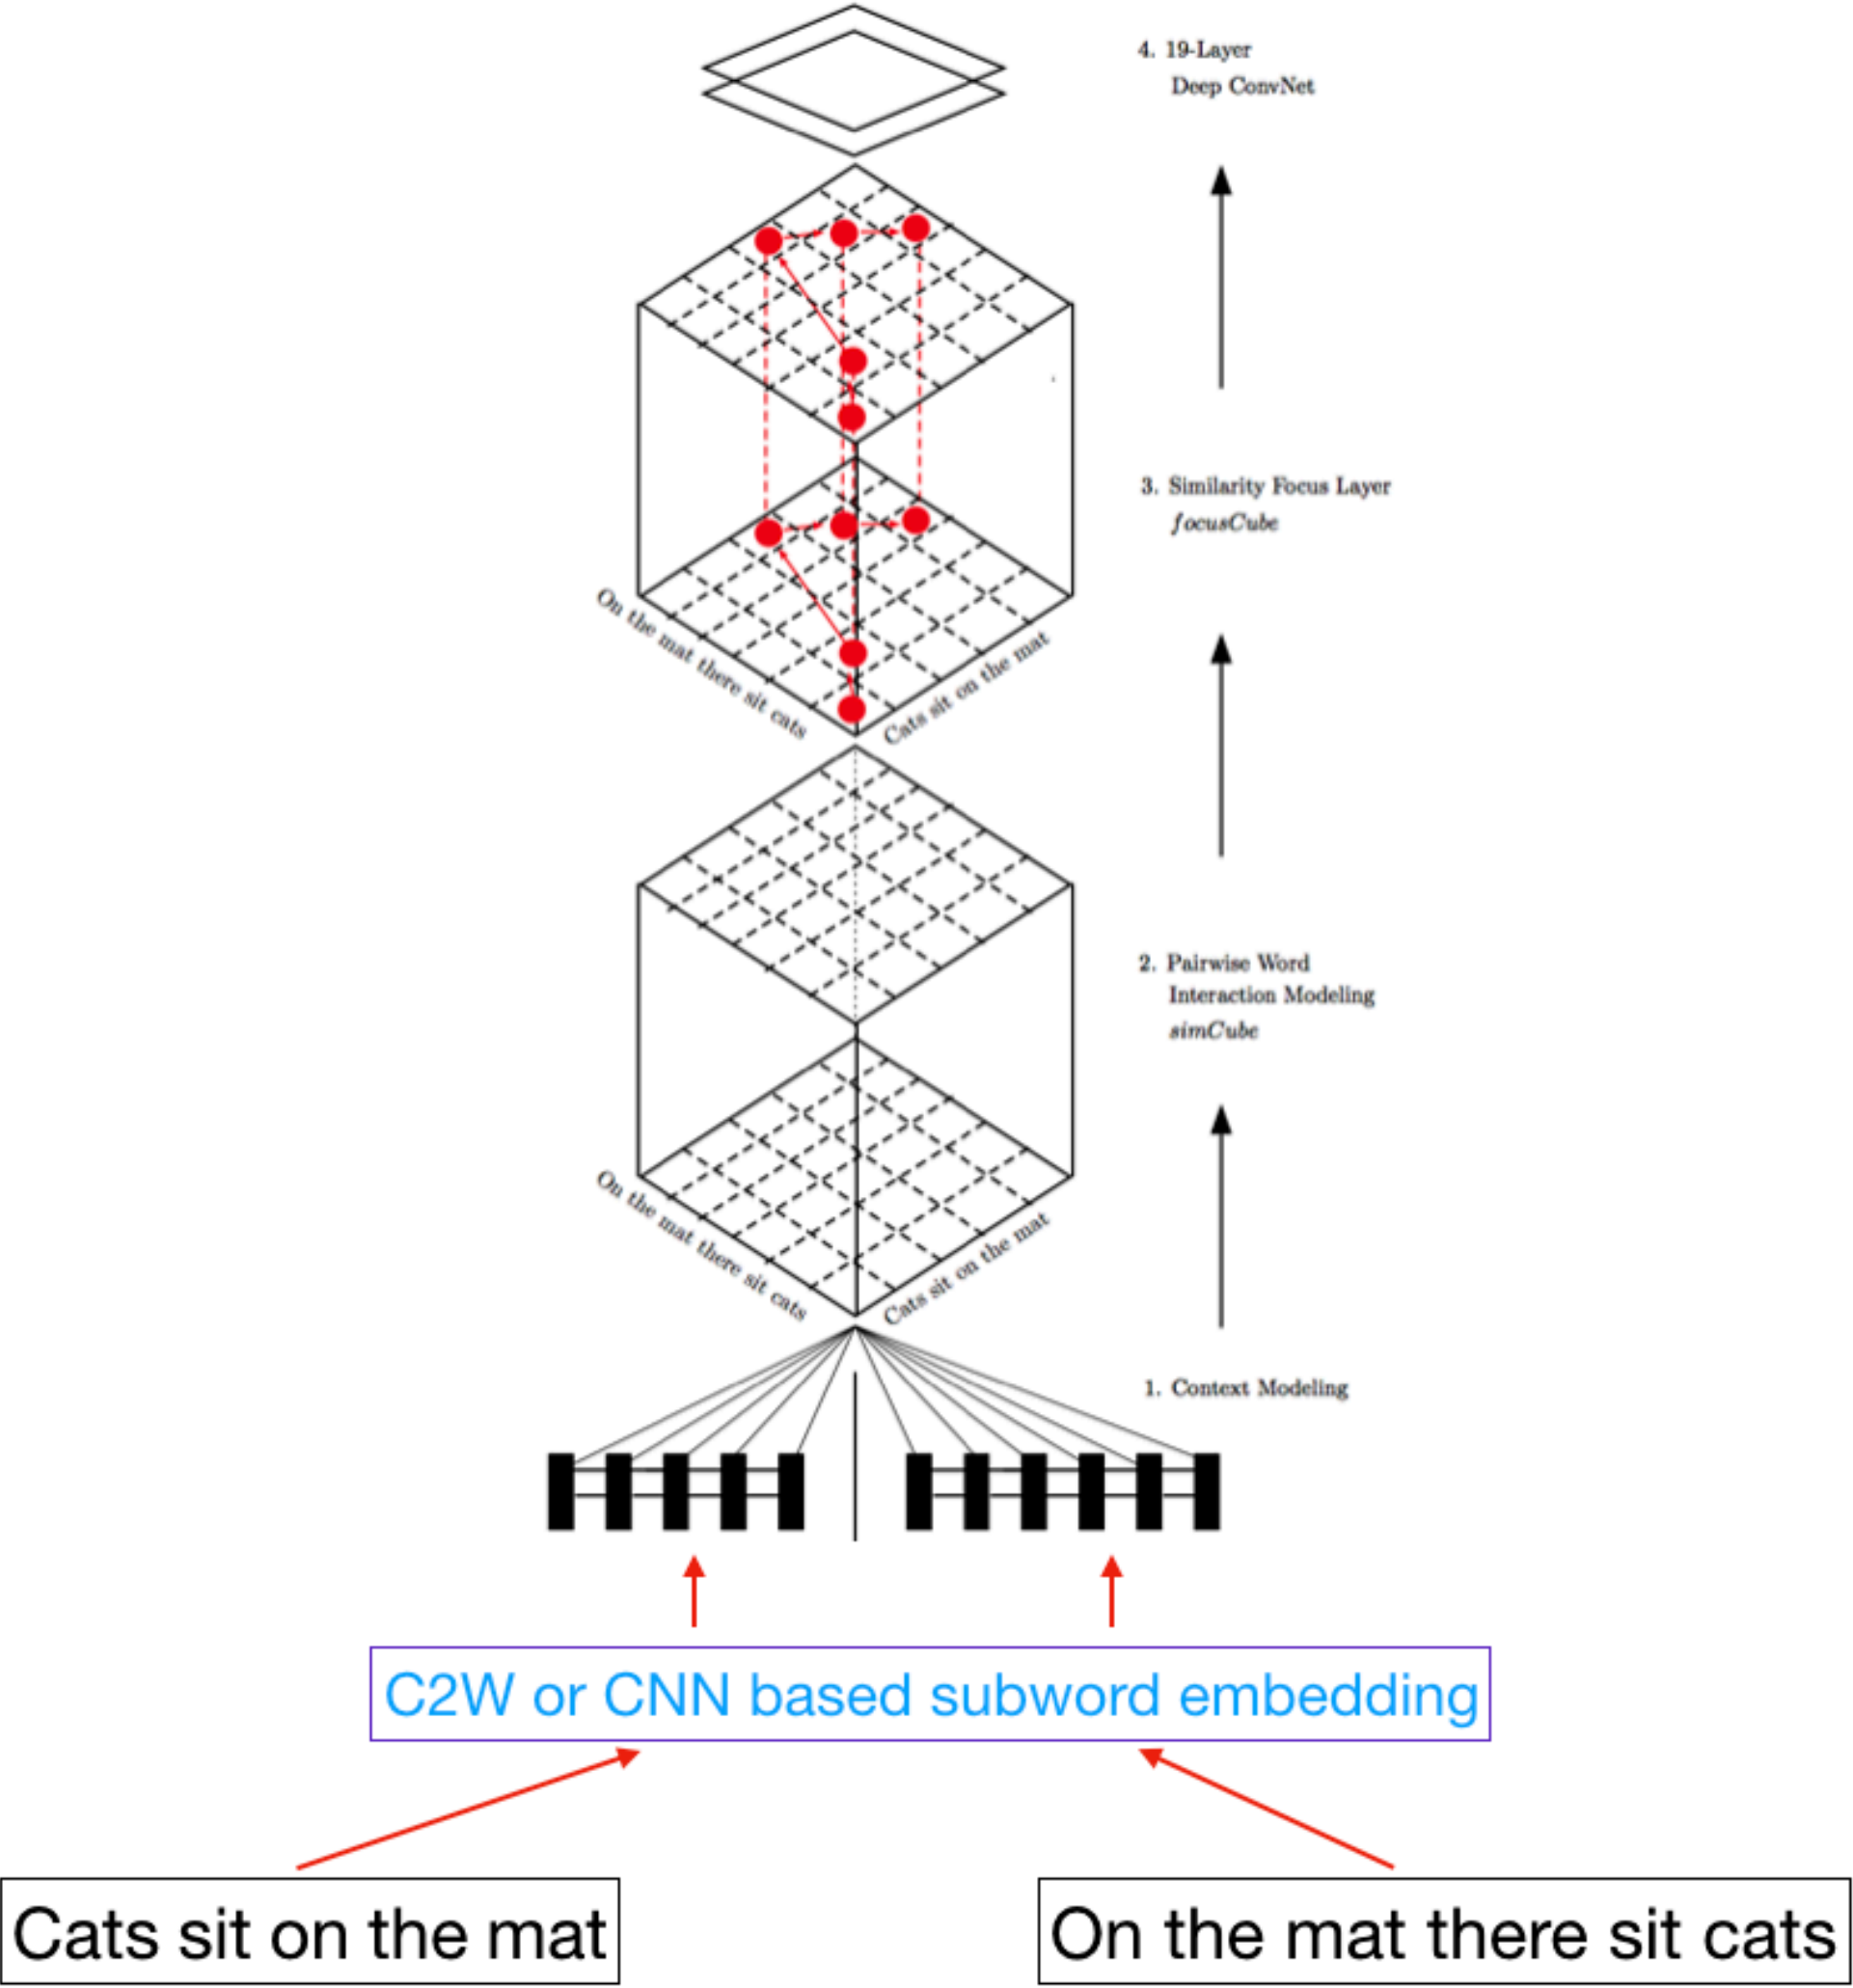 4. 19-Layer
Deep ConvNet
3. Similarity Focus Layer
focusCube
On the mat there sit cats
Cats sit on the mat
2. Pairwise Word
Interaction Modeling
simCube
On the mat there sit cats
Cats sit on the mat
1. Context Modeling
C2W or CNN based subword embedding
Cats sit on the mat
On the mat there sit cats